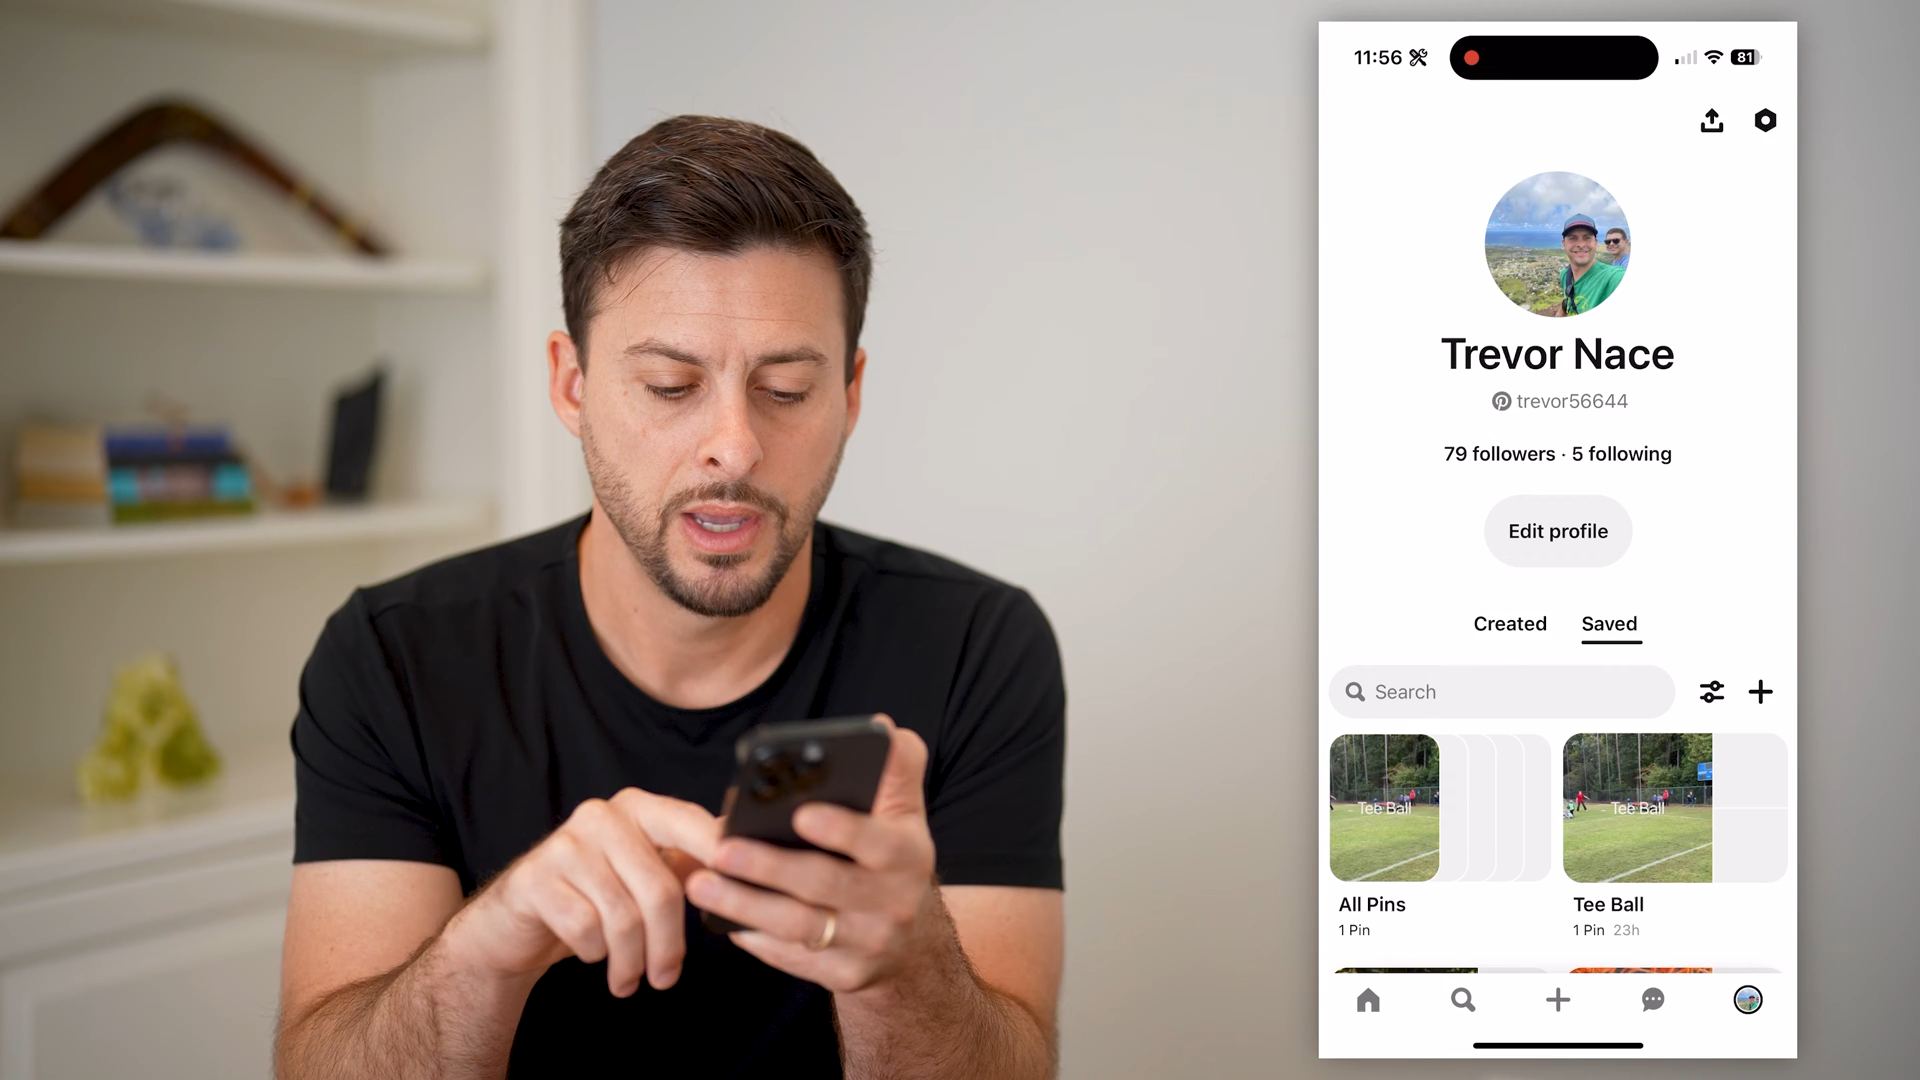 11:56
81
Trevor Nace
trevor56644
79 followers · 5 following
Edit profile
Created Saved
Search
Tee Ball Tee Ball
All Pins Tee Ball
1 Pin 1 Pin 23h